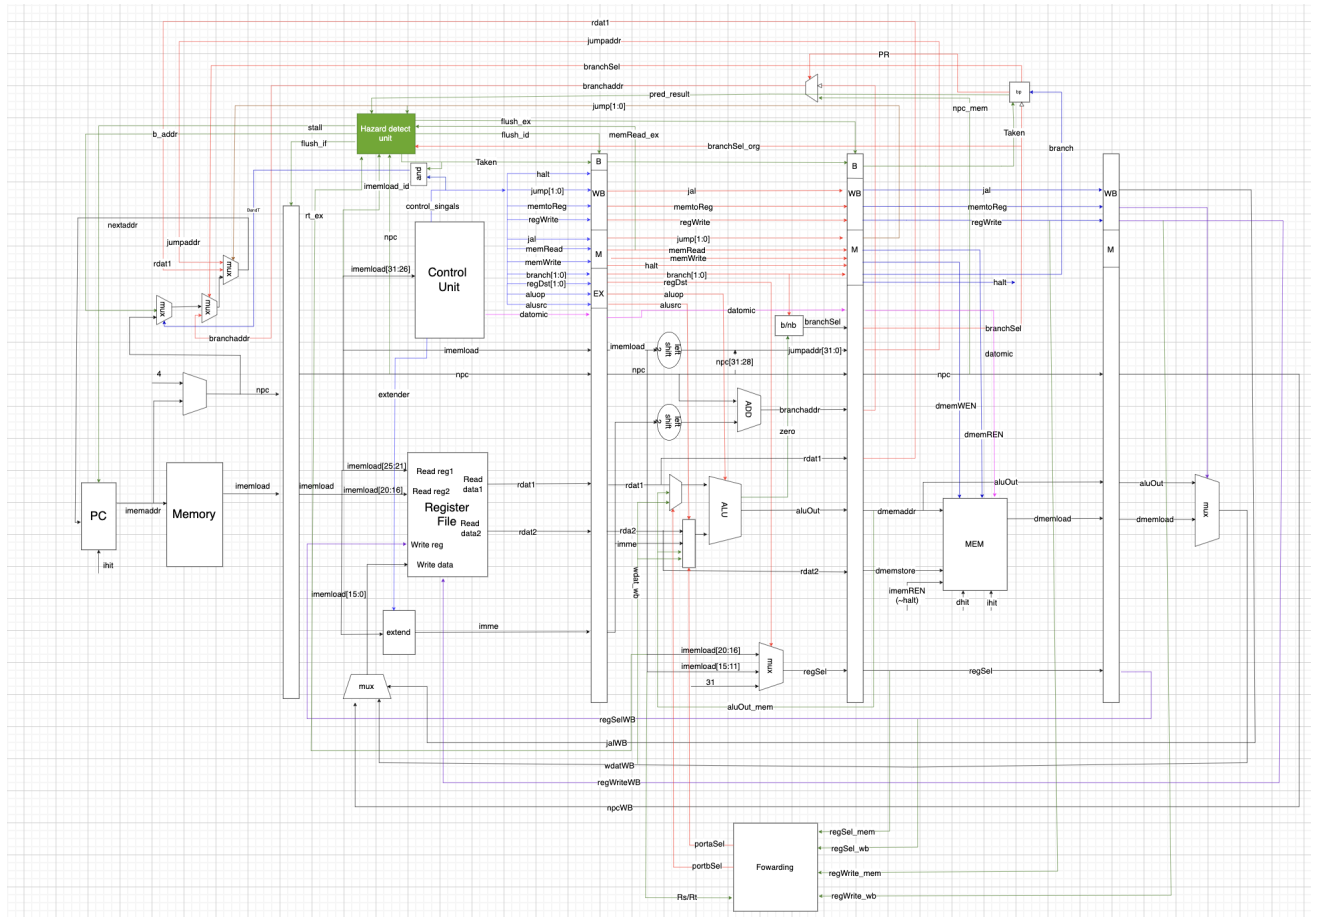 rdat1
jumpaddr
PR
branchSel
branchaddr
pred_result
bp
jump[1:0]
npc_mem
b_addr
stall
flush_if
Hazard detect
unit
flush_ex
flush_id
memRead_ex
Taken
branchSel_org
branch
Taken
and
B
B
halt
imemload_id
jump[1:0]
WB
jal
WB
jal
WB
control_singals
memtoReg
memtoReg
memtoReg
BandT
rt_ex
regWrite
regWrite
regWrite
nextaddr
npc
jal
jump[1:0]
jumpaddr
memRead
M
memRead
M
M
memWrite
memWrite
rdat1
mux
imemload[31:26]
Control
Unit
halt
branch[1:0]
branch[1:0]
regDst[1:0]
regDst
halt
aluop
EX
aluop
alusrc
alusrc
mux
mux
datomic
datomic
b/nb
branchSel
branchSel
branchaddr
imemload
imemload
left
shift
2
npc[31:28]
jumpaddr[31:0]
datomic
4
npc
npc
npc
npc
extender
ADD
branchaddr
dmemWEN
left
shift
2
zero
dmemREN
rdat1
imemload[25:21]
Read reg1
Read
data1
imemload
imemload
imemload[20:16]
Read reg2
rdat1
rdat1
ALU
aluOut
aluOut
PC
imemaddr
Memory
Register
File
Read
data2
aluOut
dmemaddr
dmemload
dmemload
mux
rdat2
rda2
imme
Write reg
MEM
ihit
Write data
wdat_wb
rdat2
dmemstore
imemload[15:0]
imemREN
(~halt)
dhit
ihit
extend
imme
imemload[20:16]
imemload[15:11]
mux
regSel
regSel
31
mux
aluOut_mem
regSelWB
jalWB
wdatWB
regWriteWB
npcWB
regSel_mem
portaSel
regSel_wb
portbSel
Fowarding
regWrite_mem
Rs/Rt
regWrite_wb